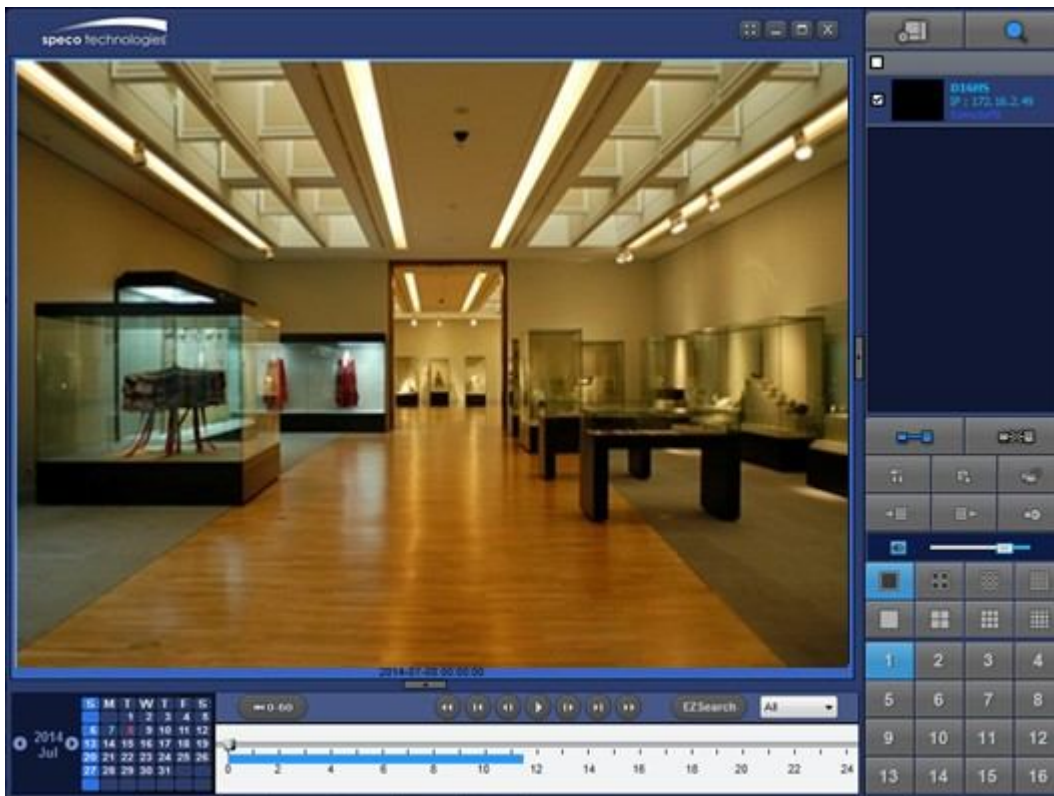 speco technologies
D16HS
IP : 172.16.2.45
2014-07-08 00:00:00
2014
Jul
S M T W T F S
1 2 3 4 5
6 7 8 9 10 11 12
13 14 15 16 17 18 19
20 21 22 23 24 25 26
27 28 29 30 31
0-60
EZSearch
All
0 2 4 6 8 10 12 14 16 18 20 22 24
1 2 3 4
5 6 7 8
9 10 11 12
13 14 15 16